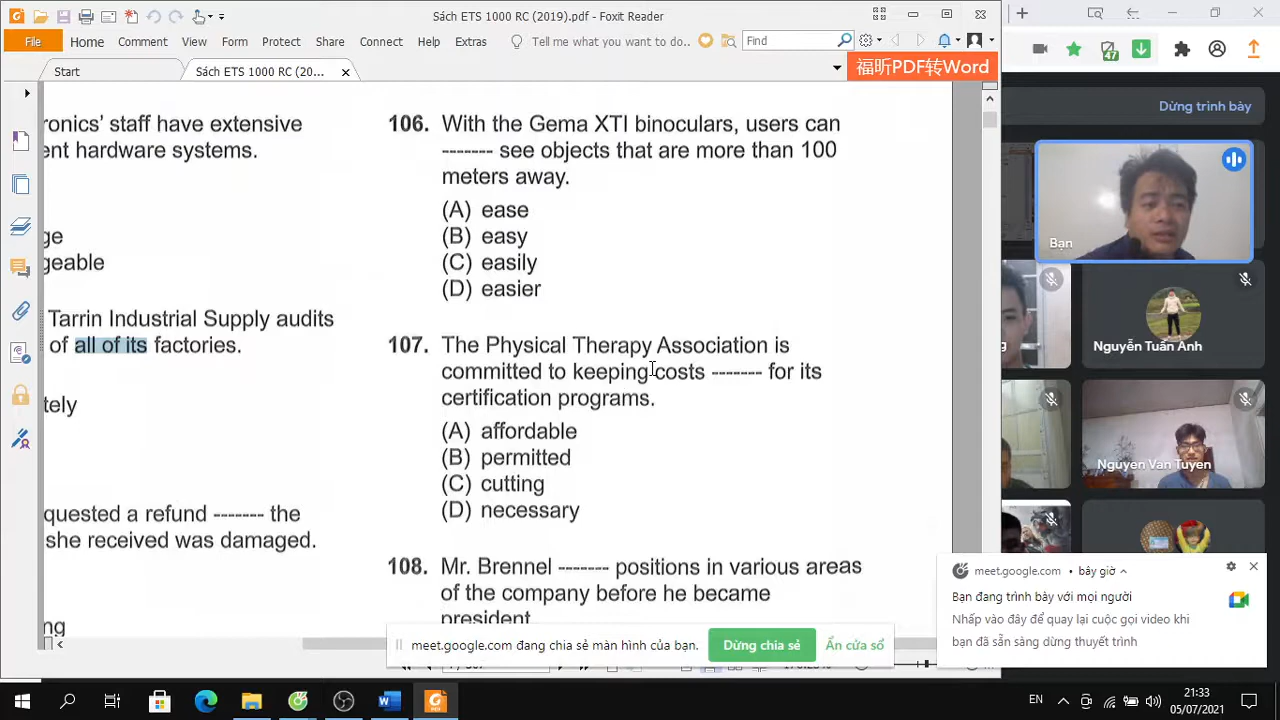 Sách ETS 1000 RC (2019).pdf - Foxit Reader
File Home Comment View Form Protect Share Connect Help Extras Tell me what you want to do.. Find
Start Sách ETS 1000 RC (20...
福昕PDF转Word
ronics' staff have extensive
ent hardware systems.
ge
geable
Tarrin Industrial Supply audits
of all of its factories.
tely
quested a refund ------- the
she received was damaged.
ng
106. With the Gema XTI binoculars, users can
------- see objects that are more than 100
meters away.
(A) ease
(B) easy
(C) easily
(D) easier
107. The Physical Therapy Association is
committed to keeping costs ------- for its
certification programs.
(A) affordable
(B) permitted
(C) cutting
(D) necessary
108. Mr. Brennel ------- positions in various areas
of the company before he became
president.
47
Dừng trình bày
Bạn
Nguyễn Tuấn Anh
Nguyen Van Tuyen
meet.google.com • bây giờ
Bạn đang trình bày với mọi người
Nhấp vào đây để quay lại cuộc gọi video khi
bạn đã sẵn sàng dừng thuyết trình
meet.google.com đang chia sẻ màn hình của bạn. Dừng chia sẻ Ẩn cửa sổ
EN
21:33
05/07/2021